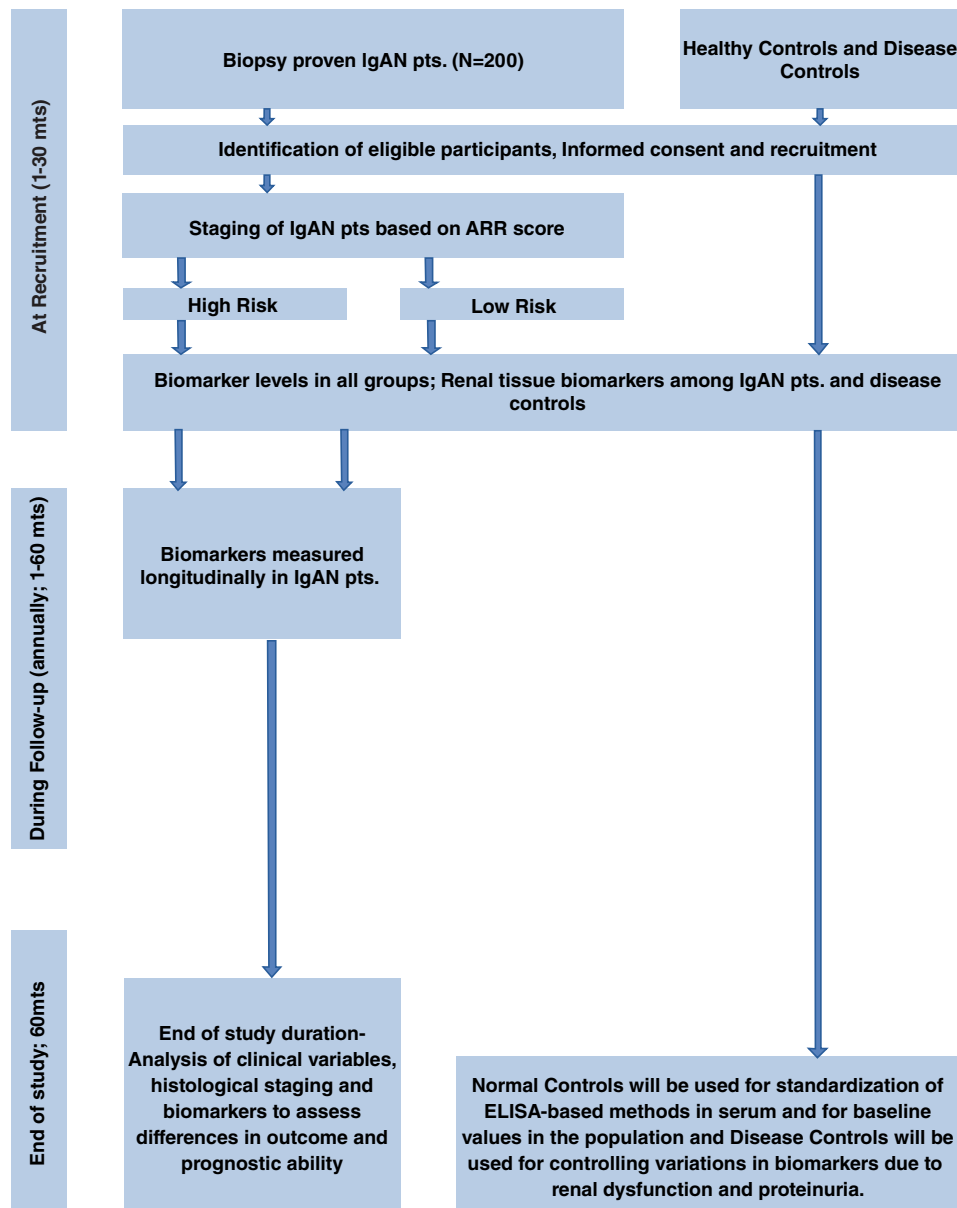 At Recruitment (1-30 mts)
Biopsy proven IgAN pts. (N=200)
Healthy Controls and Disease
Controls
Identification of eligible participants, Informed consent and recruitment
Staging of IgAN pts based on ARR score
High Risk
Low Risk
Biomarker levels in all groups; Renal tissue biomarkers among IgAN pts. and disease
controls
During Follow-up (annually; 1-60 mts)
Biomarkers measured
longitudinally in IgAN pts.
End of study; 60mts
End of study duration-
Analysis of clinical variables,
histological staging and
biomarkers to assess
differences in outcome and
prognostic ability
Normal Controls will be used for standardization of
ELISA-based methods in serum and for baseline
values in the population and Disease Controls will be
used for controlling variations in biomarkers due to
renal dysfunction and proteinuria.